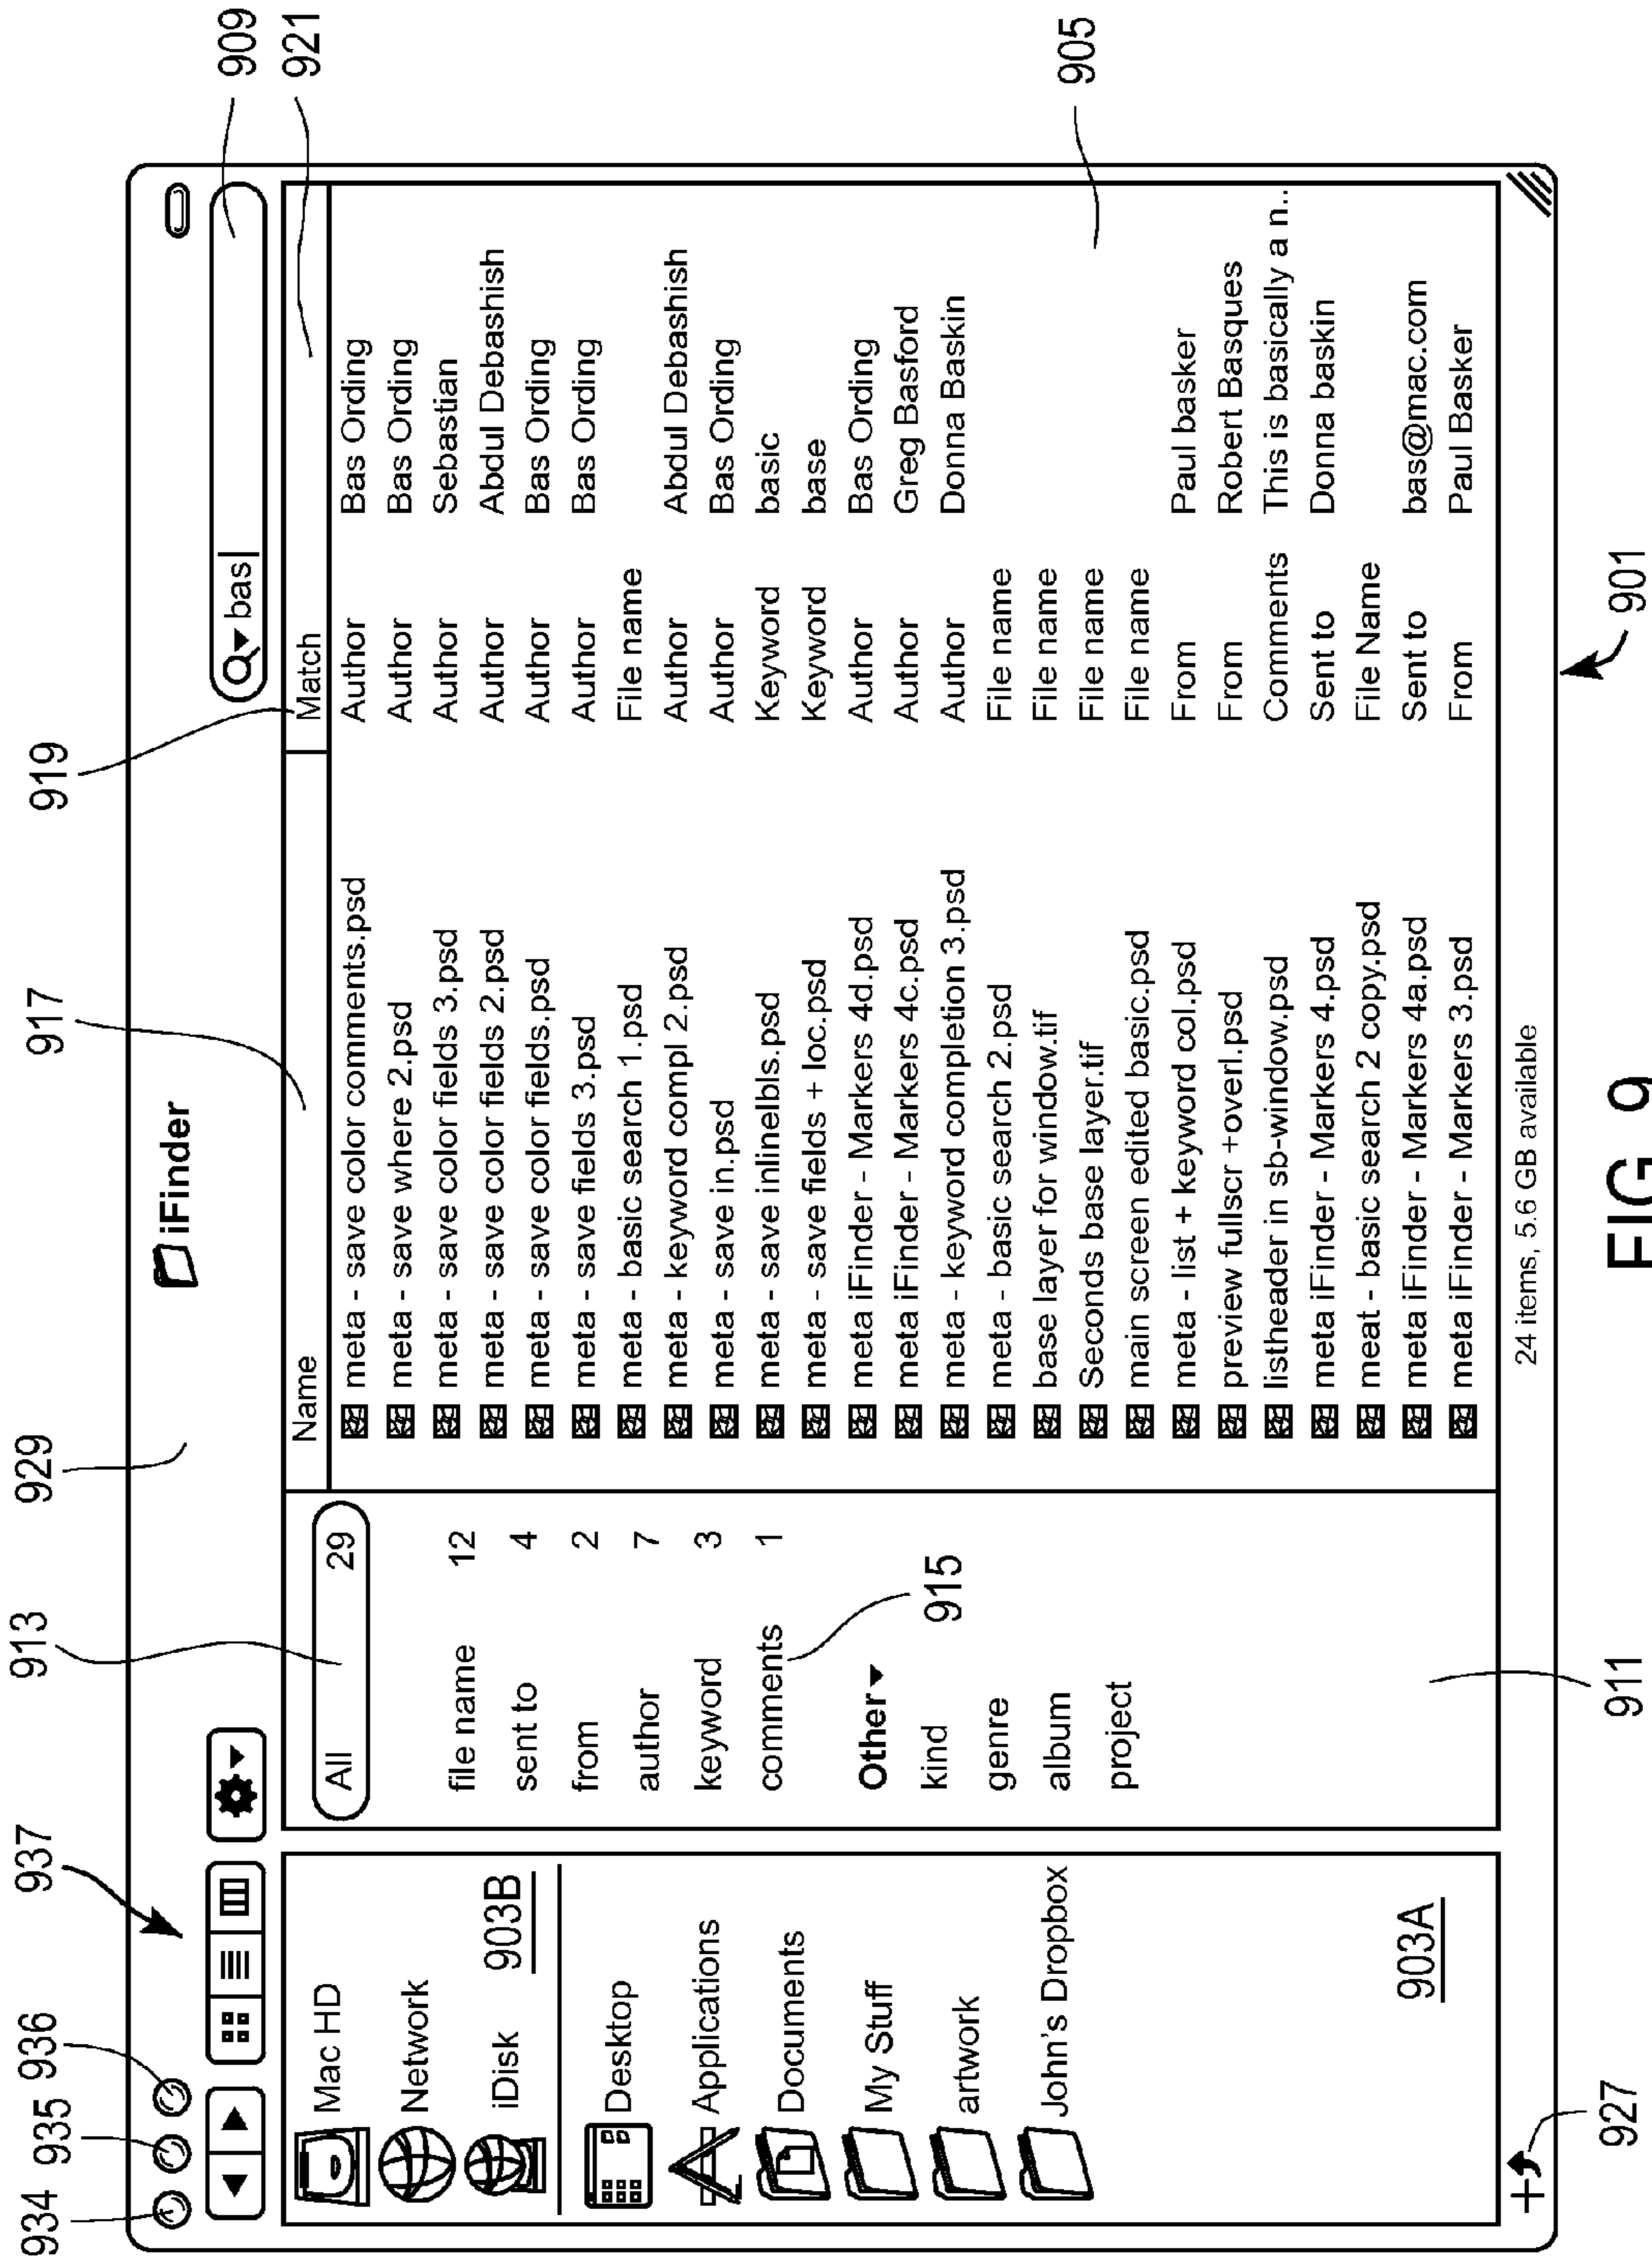 934 935 936 937 913 929 917 919 909
921
iFinder
bas
Mac HD
Network
iDisk
903B
Desktop
Applications
Documents
My Stuff
artwork
John's Dropbox
903A
All 29
file name 12
sent to 4
from 2
author 7
keyword 3
comments 1
915
Other
kind
genre
album
project
Name Match
meta - save color comments.psd Author Bas Ording
meta - save where 2.psd Author Bas Ording
meta - save color fields 3.psd Author Sebastian
meta - save color fields 2.psd Author Abdul Debashish
meta - save color fields.psd Author Bas Ording
meta - save fields 3.psd Author Bas Ording
meta - basic search 1.psd File name
meta - keyword compl 2.psd Author Abdul Debashish
meta - save in.psd Author Bas Ording
meta - save inlinelbls.psd Keyword basic
meta - save fields + loc.psd Keyword base
meta iFinder - Markers 4d.psd Author Bas Ording
meta iFinder - Markers 4c.psd Author Greg Basford
meta - keyword completion 3.psd Author Donna Baskin
meta - basic search 2.psd File name
base layer for window.tif File name
Seconds base layer.tif File name
main screen edited basic.psd File name
meta - list + keyword col.psd From Paul basker
preview fullscr +overl.psd From Robert Basques
listheader in sb-window.psd Comments This is basically a n..
meta iFinder - Markers 4.psd Sent to Donna baskin
meat - basic search 2 copy.psd File Name
meta iFinder - Markers 4a.psd Sent to bas@mac.com
meta iFinder - Markers 3.psd From Paul Basker
905
24 items, 5.6 GB available
927 911 901
FIG. 9